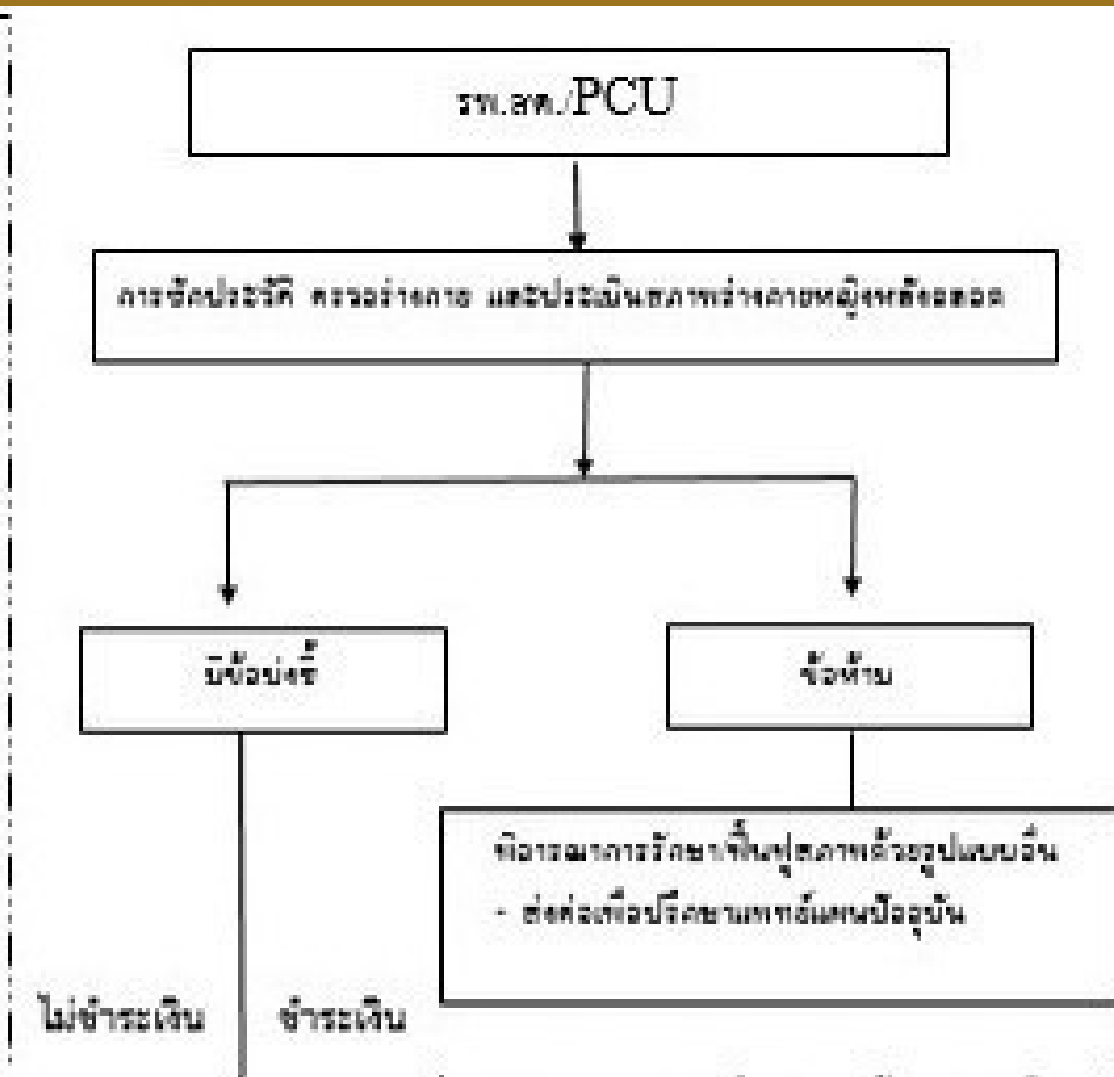 รพ.สต./PCU
การซักประวัติ ตรวจร่างกาย และประเมินสภาพร่างกายหญิงหลังคลอด
มีข้อบ่งชี้
ข้อห้าม
พิจารณาการรักษา/ฟื้นฟูสภาพด้วยรูปแบบอื่น
- ส่งต่อเพื่อปรึกษาแพทย์แผนปัจจุบัน
ไม่ชำระเงิน
ชำระเงิน